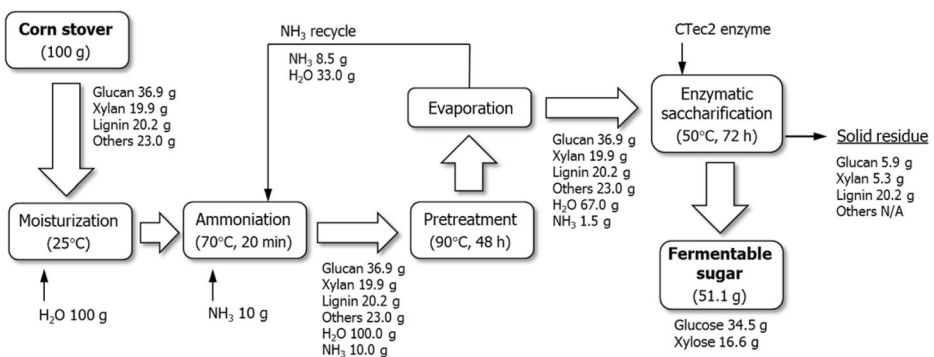 Corn stover
(100 g)
Glucan 36.9 g
Xylan 19.9 g
Lignin 20.2 g
Others 23.0 g
Moisturization
(25°C)
H₂O 100 g
Ammoniation
(70°C, 20 min)
NH₃ 10 g
NH₃ recycle
NH₃ 8.5 g
H₂O 33.0 g
Glucan 36.9 g
Xylan 19.9 g
Lignin 20.2 g
Others 23.0 g
H₂O 100.0 g
NH₃ 10.0 g
Pretreatment
(90°C, 48 h)
Evaporation
Glucan 36.9 g
Xylan 19.9 g
Lignin 20.2 g
Others 23.0 g
H₂O 67.0 g
NH₃ 1.5 g
CTec2 enzyme
Enzymatic
saccharification
(50°C, 72 h)
Solid residue
Glucan 5.9 g
Xylan 5.3 g
Lignin 20.2 g
Others N/A
Fermentable
sugar
(51.1 g)
Glucose 34.5 g
Xylose 16.6 g